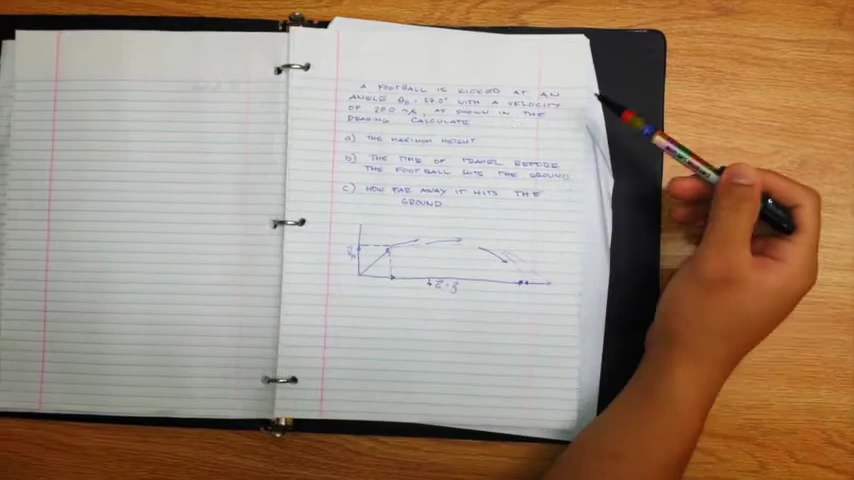 A FOOTBALL IS KICKED AT AN
ANGLE θ₀ = 37.0° WITH A VELOCITY
OF 20.0 m/s, AS SHOWN IN THE
DRAWING CALCULATE
a) THE MAXIMUM HEIGHT
b) THE TIME OF TRAVEL BEFORE
THE FOOTBALL HITS THE GROUND
c) HOW FAR AWAY IT HITS THE
GROUND